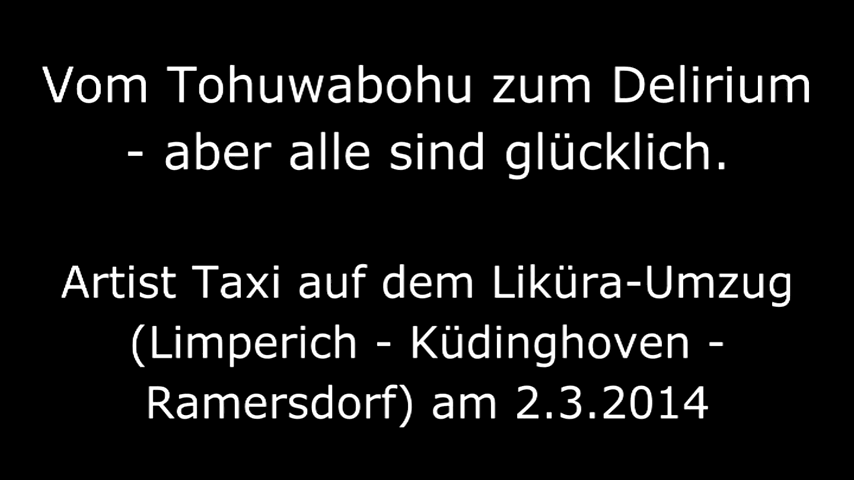 Vom Tohuwabohu zum Delirium
- aber alle sind glücklich.
Artist Taxi auf dem Liküra-Umzug
(Limperich - Küdinghoven -
Ramersdorf) am 2.3.2014